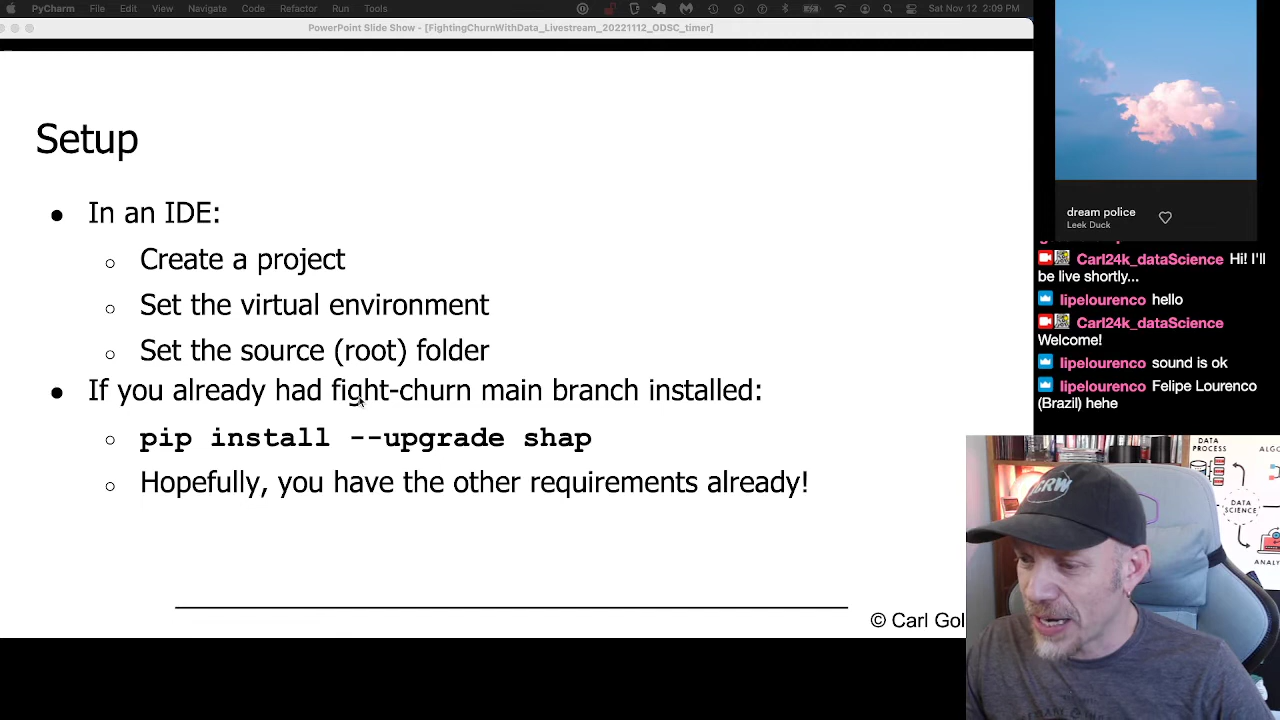 PyCharm File Edit View Navigate Code Refactor Run Tools
Sat Nov 12 2:09 PM
PowerPoint Slide Show - [FightingChurnWithData_Livestream_20221112_ODSC_timer]
Setup
● In an IDE:
○ Create a project
○ Set the virtual environment
○ Set the source (root) folder
● If you already had fight-churn main branch installed:
○ pip install --upgrade shap
○ Hopefully, you have the other requirements already!
© Carl Gol
dream police
Leek Duck
Carl24k_dataScience Hi! I'll
be live shortly...
lipelourenco hello
Carl24k_dataScience
Welcome!
lipelourenco sound is ok
lipelourenco Felipe Lourenco
(Brazil) hehe
DATA
PROCESS
DATA
SCIENCE